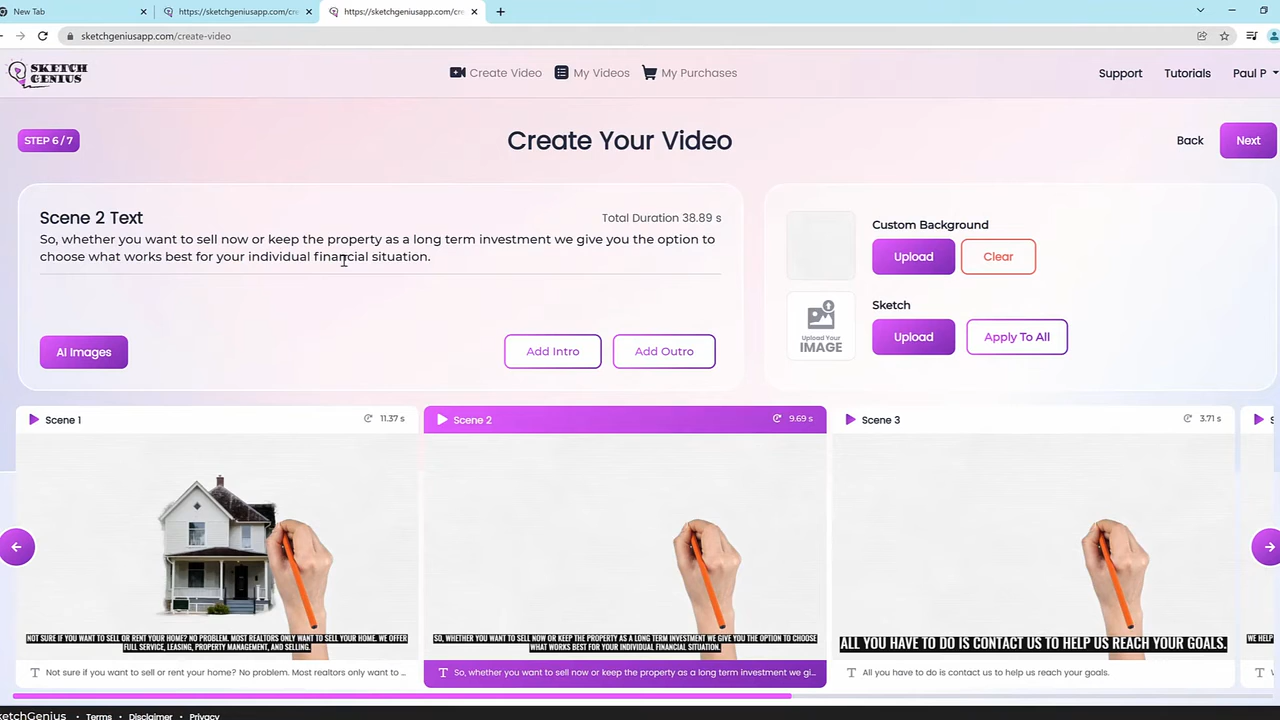 New Tab
https://sketchgeniusapp.com/cre
https://sketchgeniusapp.com/cre
sketchgeniusapp.com/create-video
SKETCH
GENIUS
Create Video
My Videos
My Purchases
Support
Tutorials
Paul P
STEP 6/7
Create Your Video
Back
Next
Scene 2 Text
Total Duration 38.89 s
So, whether you want to sell now or keep the property as a long term investment we give you the option to
choose what works best for your individual financial situation.
AI Images
Add Intro
Add Outro
Custom Background
Upload
Clear
Sketch
Upload Your
IMAGE
Upload
Apply To All
Scene 1
11.37 s
Scene 2
9.69 s
Scene 3
3.71 s
NOT SURE IF YOU WANT TO SELL OR RENT YOUR HOME? NO PROBLEM. MOST REALTORS ONLY WANT TO SELL YOUR HOME. WE OFFER
FULL SERVICE, LEASING, PROPERTY MANAGEMENT, AND SELLING.
SO, WHETHER YOU WANT TO SELL NOW OR KEEP THE PROPERTY AS A LONG TERM INVESTMENT WE GIVE YOU THE OPTION TO CHOOSE
WHAT WORKS BEST FOR YOUR INDIVIDUAL FINANCIAL SITUATION.
ALL YOU HAVE TO DO IS CONTACT US TO HELP US REACH YOUR GOALS.
WE HELP
Not sure if you want to sell or rent your home? No problem. Most realtors only want to ...
So, whether you want to sell now or keep the property as a long term investment we gi...
All you have to do is contact us to help us reach your goals.
ketchGenius • Terms • Disclaimer • Privacy